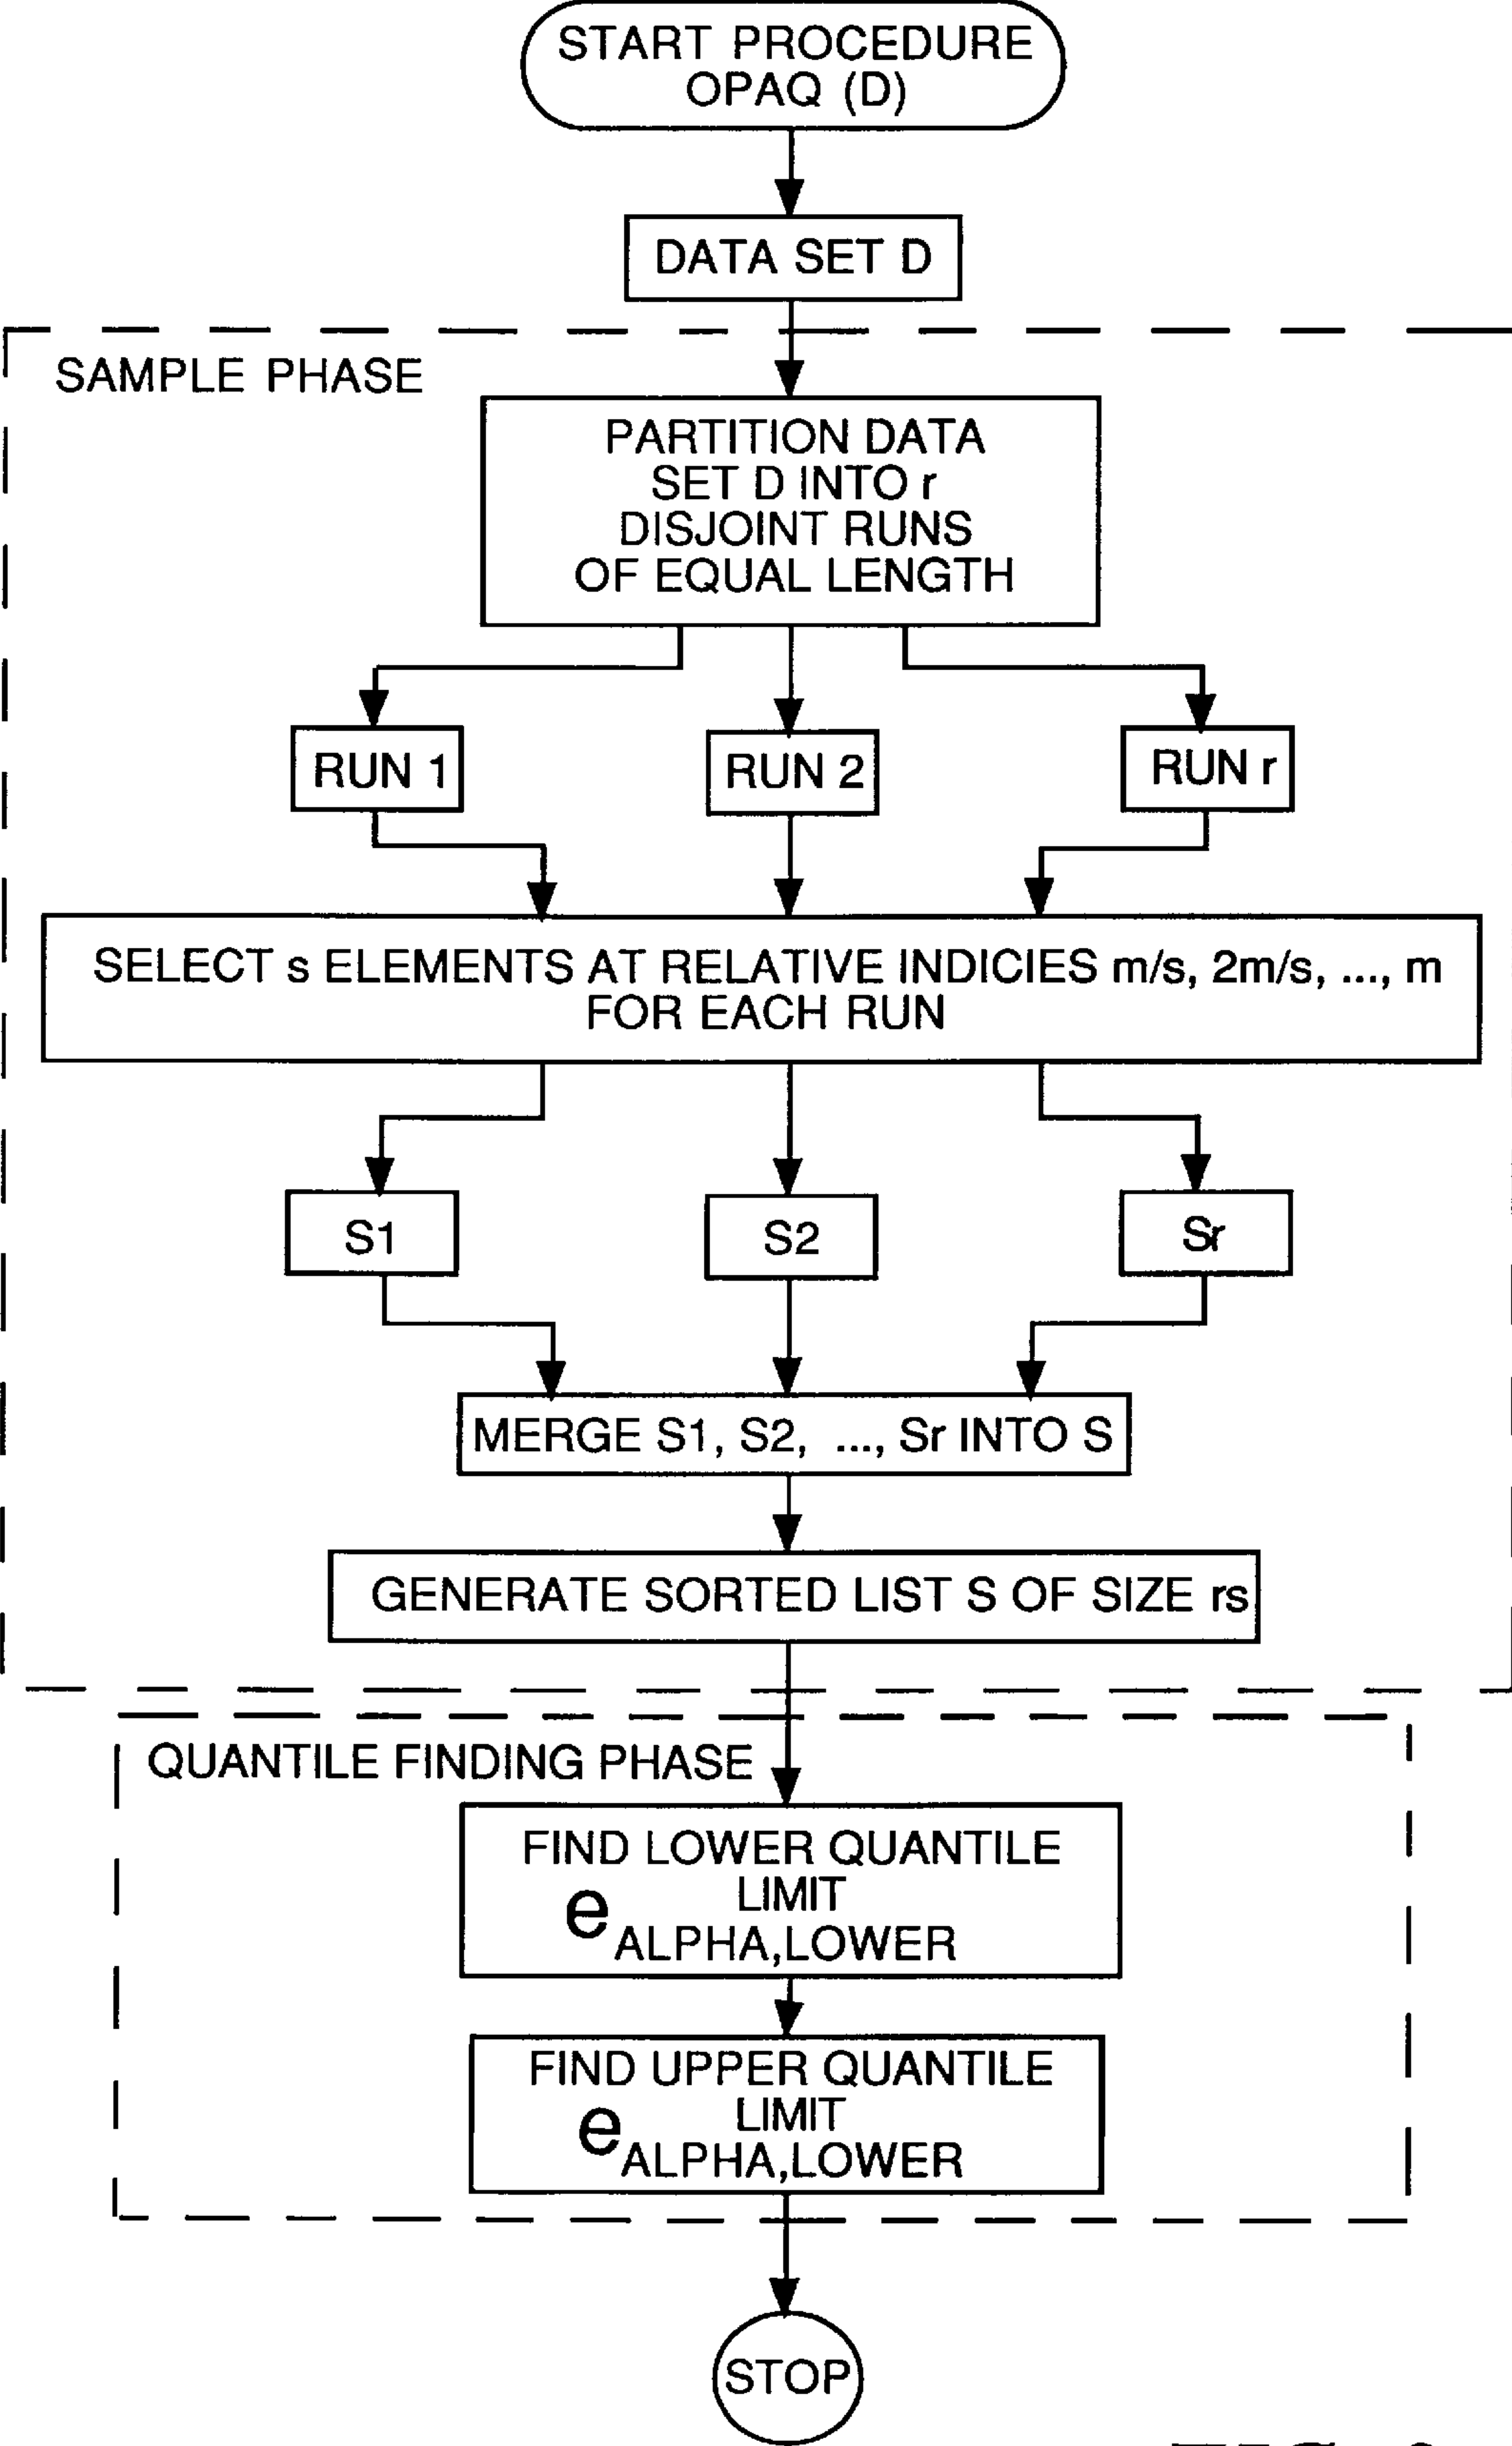 START PROCEDURE
OPAQ (D)
DATA SET D
SAMPLE PHASE
PARTITION DATA
SET D INTO r
DISJOINT RUNS
OF EQUAL LENGTH
RUN 1
RUN 2
RUN r
SELECT s ELEMENTS AT RELATIVE INDICIES m/s, 2m/s, ..., m
FOR EACH RUN
S1
S2
Sr
MERGE S1, S2, ..., Sr INTO S
GENERATE SORTED LIST S OF SIZE rs
QUANTILE FINDING PHASE
FIND LOWER QUANTILE
LIMIT
e ALPHA,LOWER
FIND UPPER QUANTILE
LIMIT
e ALPHA,LOWER
STOP